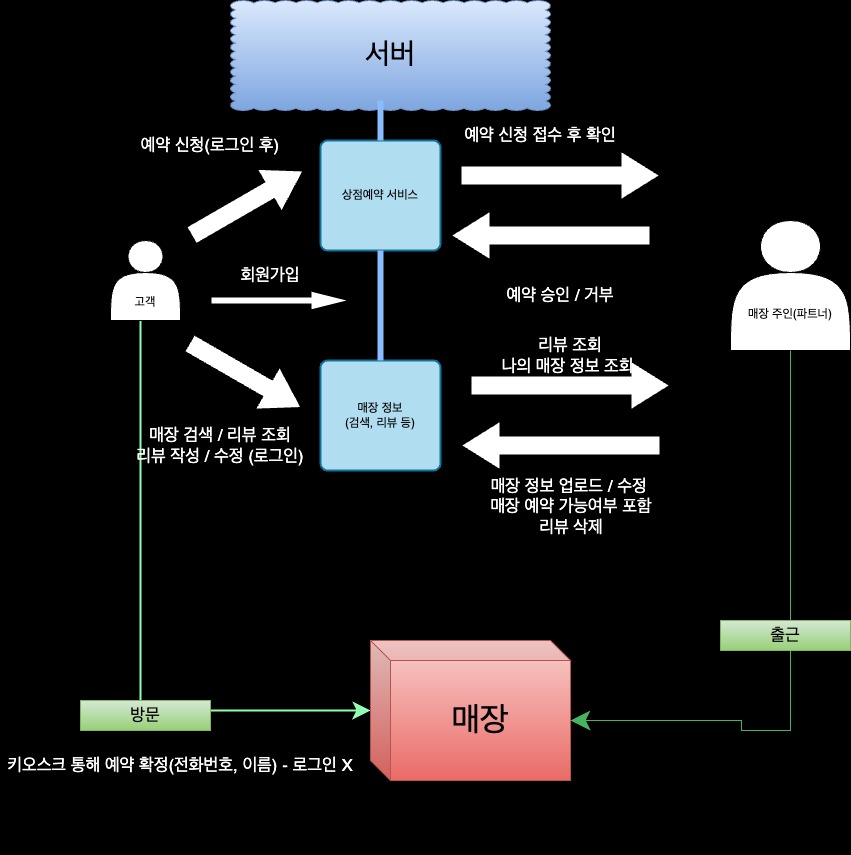 서버
예약 신청(로그인 후)
예약 신청 접수 후 확인
상점예약 서비스
회원가입
고객
예약 승인 / 거부
매장 주인(파트너)
리뷰 조회
나의 매장 정보 조회
매장 정보
(검색, 리뷰 등)
매장 검색 / 리뷰 조회
리뷰 작성 / 수정 (로그인)
매장 정보 업로드 / 수정
매장 예약 가능여부 포함
리뷰 삭제
출근
방문
매장
키오스크 통해 예약 확정(전화번호, 이름) - 로그인 X